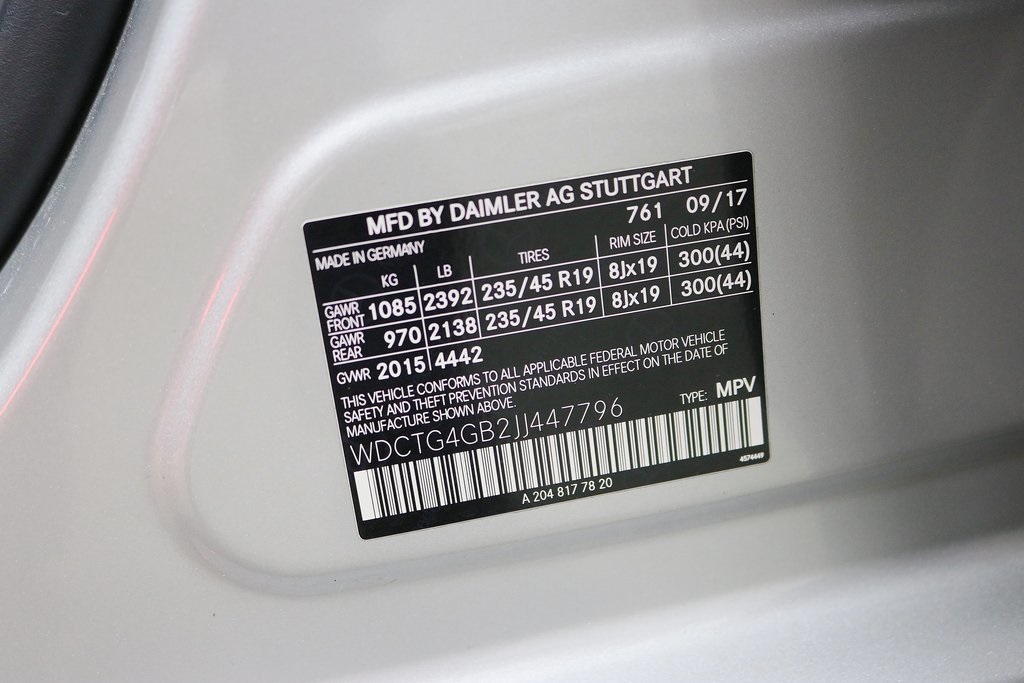 MFD BY DAIMLER AG STUTTGART
MADE IN GERMANY 761 09/17
KG LB TIRES RIM SIZE COLD KPA (PSI)
GAWR FRONT 1085 2392 235/45 R19 8Jx19 300(44)
GAWR REAR 970 2138 235/45 R19 8Jx19 300(44)
GVWR 2015 4442
THIS VEHICLE CONFORMS TO ALL APPLICABLE FEDERAL MOTOR VEHICLE
SAFETY AND THEFT PREVENTION STANDARDS IN EFFECT ON THE DATE OF
MANUFACTURE SHOWN ABOVE.
WDCTG4GB2JJ447796 TYPE: MPV
4574449
A 204 817 78 20